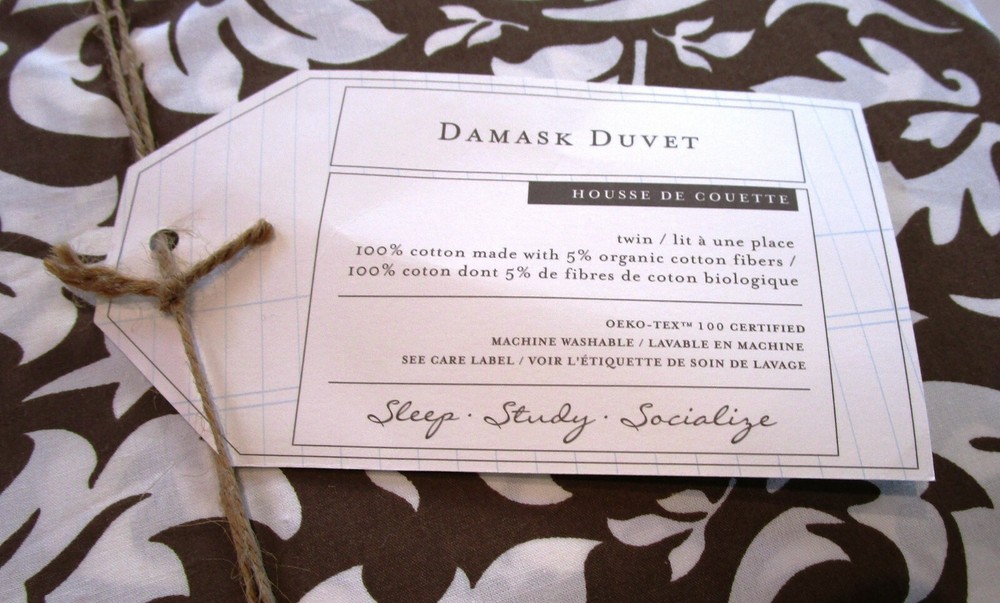 DAMASK DUVET
HOUSSE DE COUETTE
twin / lit à une place
100% cotton made with 5% organic cotton fibers /
100% coton dont 5% de fibres de coton biologique
OEKO-TEX™ 100 CERTIFIED
MACHINE WASHABLE / LAVABLE EN MACHINE
SEE CARE LABEL / VOIR L'ÉTIQUETTE DE SOIN DE LAVAGE
Sleep · Study · Socialize